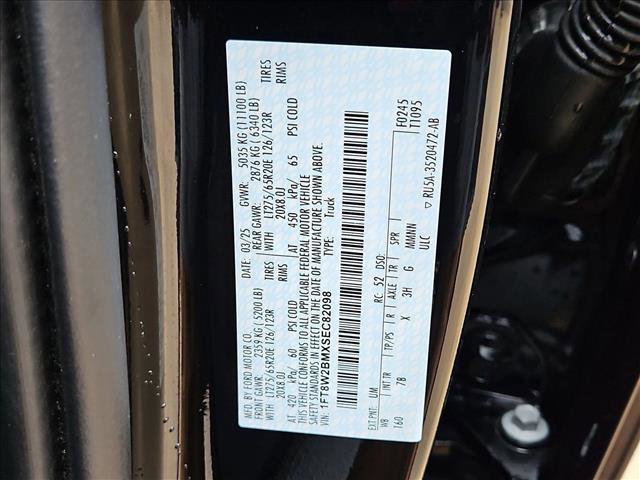 MFD. BY FORD MOTOR CO.
DATE: 03/25 GVWR: 5035 KG (11100 LB)
FRONT GAWR: 2359 KG ( 5200 LB) REAR GAWR: 2876 KG ( 6340 LB)
WITH LT275/65R20E 126/123R TIRES WITH LT275/65R20E 126/123R TIRES
20X8.0J RIMS 20X8.0J RIMS
AT 420 kPa/ 60 PSI COLD AT 450 kPa/ 65 PSI COLD
THIS VEHICLE CONFORMS TO ALL APPLICABLE FEDERAL MOTOR VEHICLE
SAFETY STANDARDS IN EFFECT ON THE DATE OF MANUFACTURE SHOWN ABOVE.
VIN: 1FT8W2BMXSEC82098
TYPE: Truck
F0245
T1095
EXT PNT: UM RC: 52 DSO:
WB INT TR TP/PS R AXLE TR SPR
160 7B X 3H G MMNNN
ULC
▽ RU5A-3520472-AB